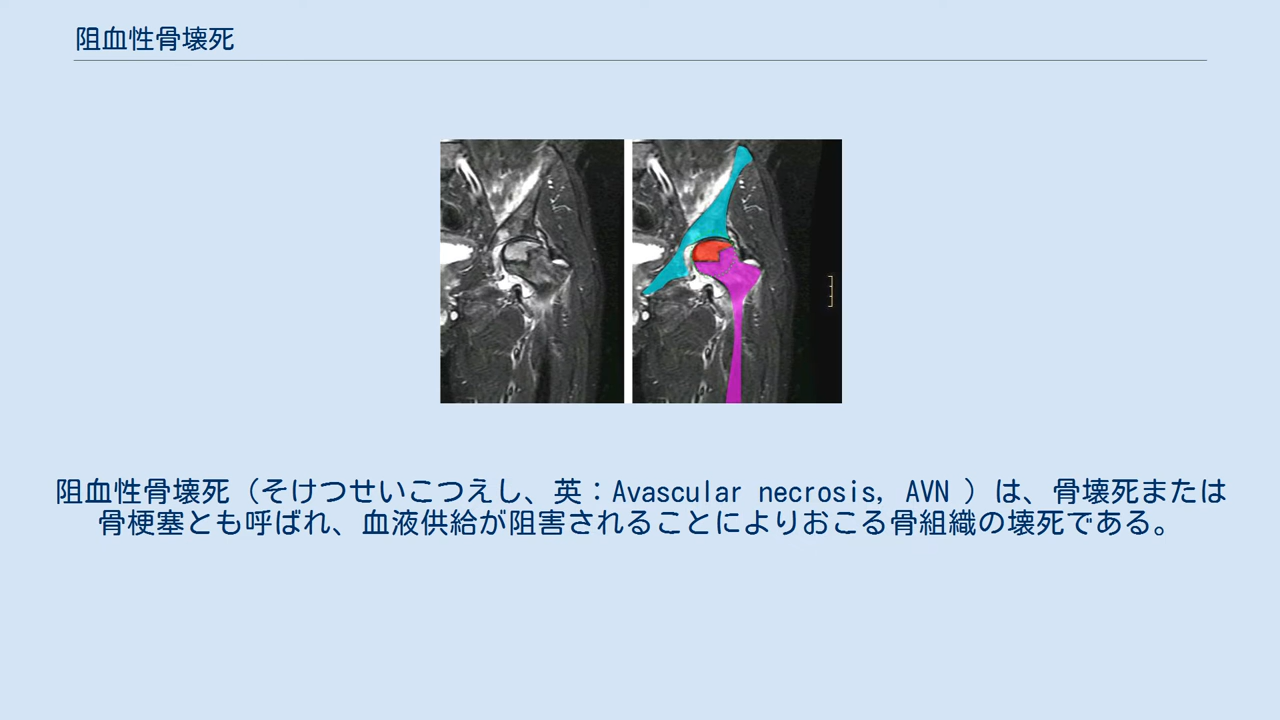 阻血性骨壊死
阻血性骨壊死（そけつせいこつえし、英：Avascular necrosis, AVN ）は、骨壊死または
骨梗塞とも呼ばれ、血液供給が阻害されることによりおこる骨組織の壊死である。